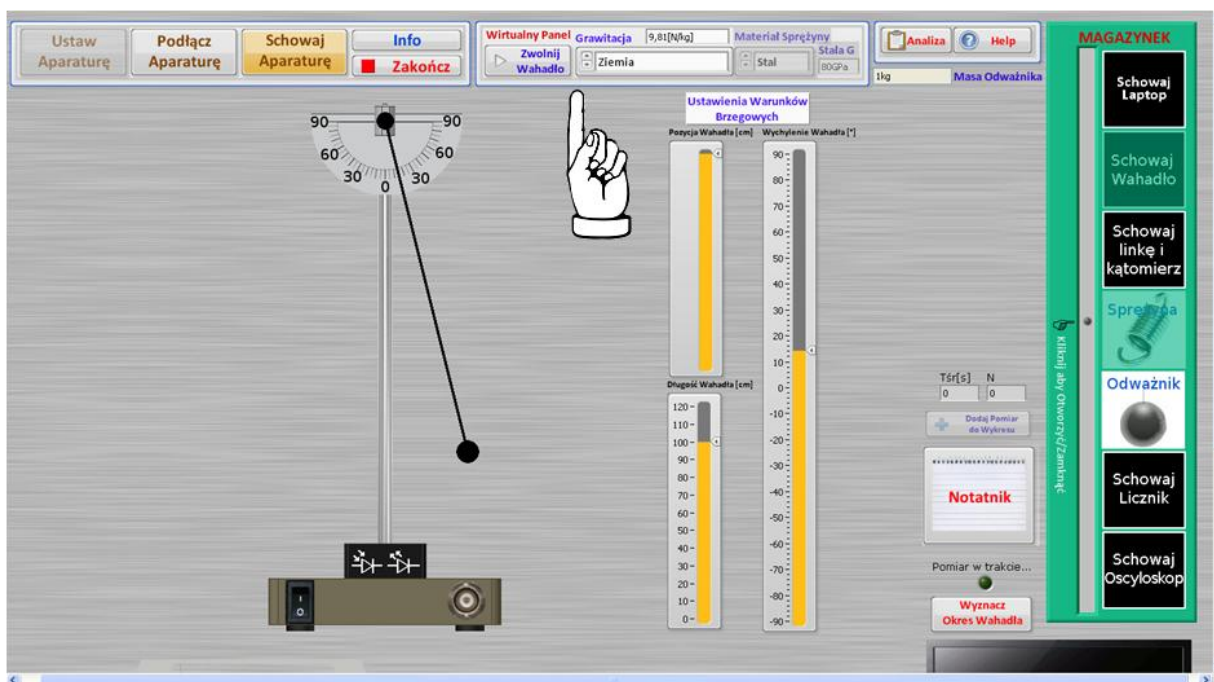 Ustaw
Aparaturę
Podłącz
Aparaturę
Schowaj
Aparaturę
Info
Zakończ
Wirtualny Panel
Zwolnij
Wahadło
Grawitacja
9,81[N/kg]
Ziemia
Materiał Sprężyny
Stal
Stała G
80GPa
Analiza
Help
1kg
Masa Odważnika
MAGAZYNEK
Schowaj
Laptop
Schowaj
Wahadło
Schowaj
linkę i
kątomierz
Sprężyna
Odważnik
Schowaj
Licznik
Schowaj
Oscyloskop
Kliknij aby Otworzyć/Zamknąć
90
90
60
60
30
30
0
Ustawienia Warunków
Brzegowych
Pozycja Wahadła [cm]
Wychylenie Wahadła [°]
90
80
70
60
50
40
30
20
10
0
-10
-20
-30
-40
-50
-60
-70
-80
-90
Długość Wahadła [cm]
120
110
100
90
80
70
60
50
40
30
20
10
0
Tśr[s]
N
0
0
Dodaj Pomiar
do Wykresu
Notatnik
Pomiar w trakcie...
Wyznacz
Okres Wahadła
I
O